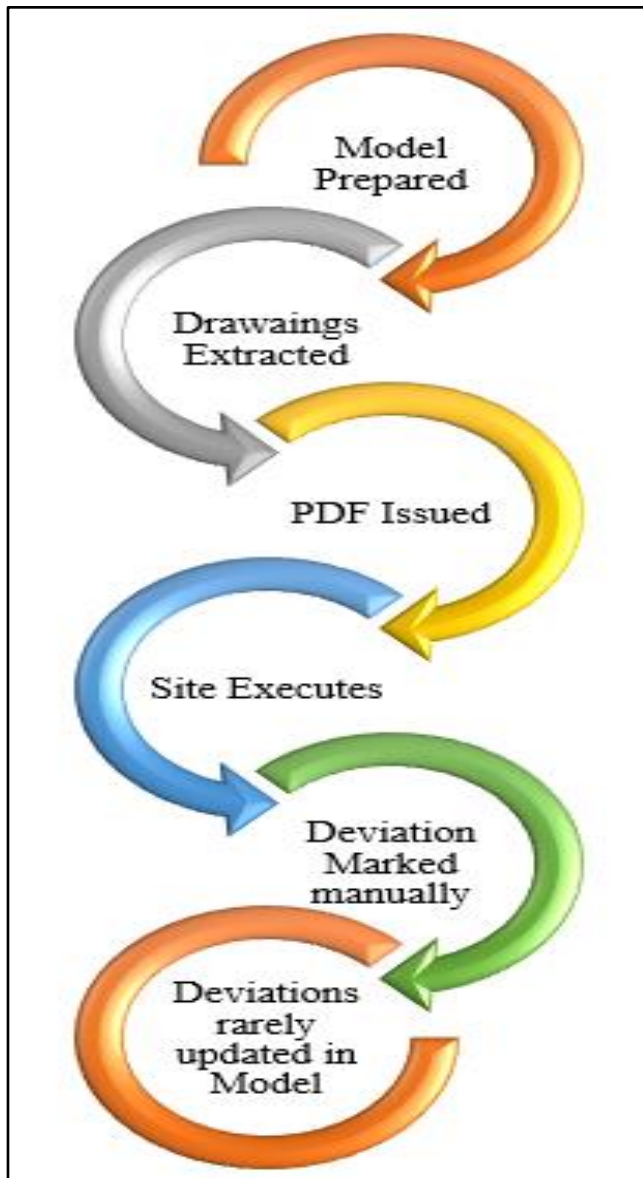 Model
Prepared
Drawaings
Extracted
PDF Issued
Site Executes
Deviation
Marked
manually
Deviations
rarely
updated in
Model